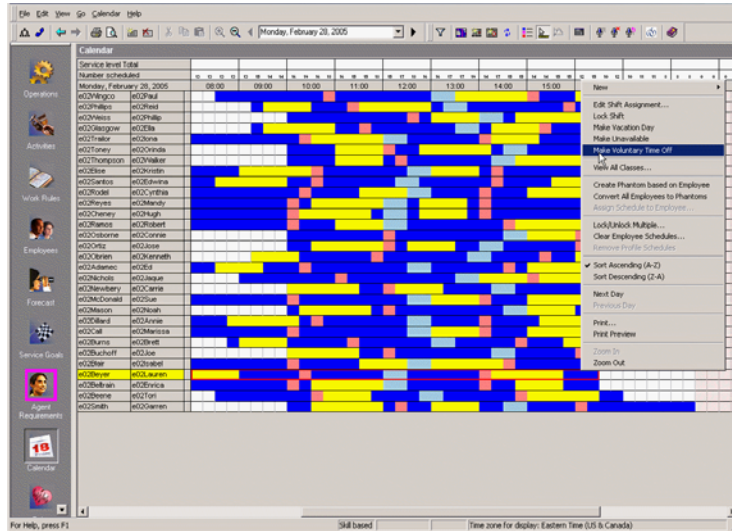 File Edit View Go Calendar Help
Monday, February 28, 2005
Calendar
Service level Total
Number scheduled
Monday, February 28, 2005 08:00 09:00 10:00 11:00 12:00 13:00 14:00 15:00
e02Wingco e02Paul
e02Phillips e02Reid
e02Weiss e02Phillip
e02Glasgow e02Ella
e02Trailor e02Iona
e02Toney e02Orinda
e02Thompson e02Walker
e02Elise e02Kristin
e02Santos e02Edwina
e02Rodel e02Cynthia
e02Reyes e02Mandy
e02Cheney e02Hugh
e02Ramos e02Robert
e02Osborne e02Connie
e02Ortiz e02Jose
e02Obrien e02Kenneth
e02Adamec e02Ed
e02Nichols e02Jaque
e02Newbery e02Carrie
e02McDonald e02Sue
e02Mason e02Noah
e02Dillard e02Annie
e02Call e02Marissa
e02Burns e02Brett
e02Buchoff e02Joe
e02Blair e02Isabel
e02Beyer e02Lauren
e02Beltrain e02Enrica
e02Beene e02Tori
e02Smith e02Garren
Operations
Activities
Work Rules
Employees
Forecast
Service Goals
Agent
Requirements
18
Calendar
New
Edit Shift Assignment...
Lock Shift
Make Vacation Day
Make Unavailable
Make Voluntary Time Off
View All Classes...
Create Phantom based on Employee
Convert All Employees to Phantoms
Assign Schedule to Employee...
Lock/Unlock Multiple...
Clear Employee Schedules...
Remove Profile Schedules
Sort Ascending (A-Z)
Sort Descending (Z-A)
Next Day
Previous Day
Print...
Print Preview
Zoom In
Zoom Out
For Help, press F1
Skill based
Time zone for display: Eastern Time (US & Canada)